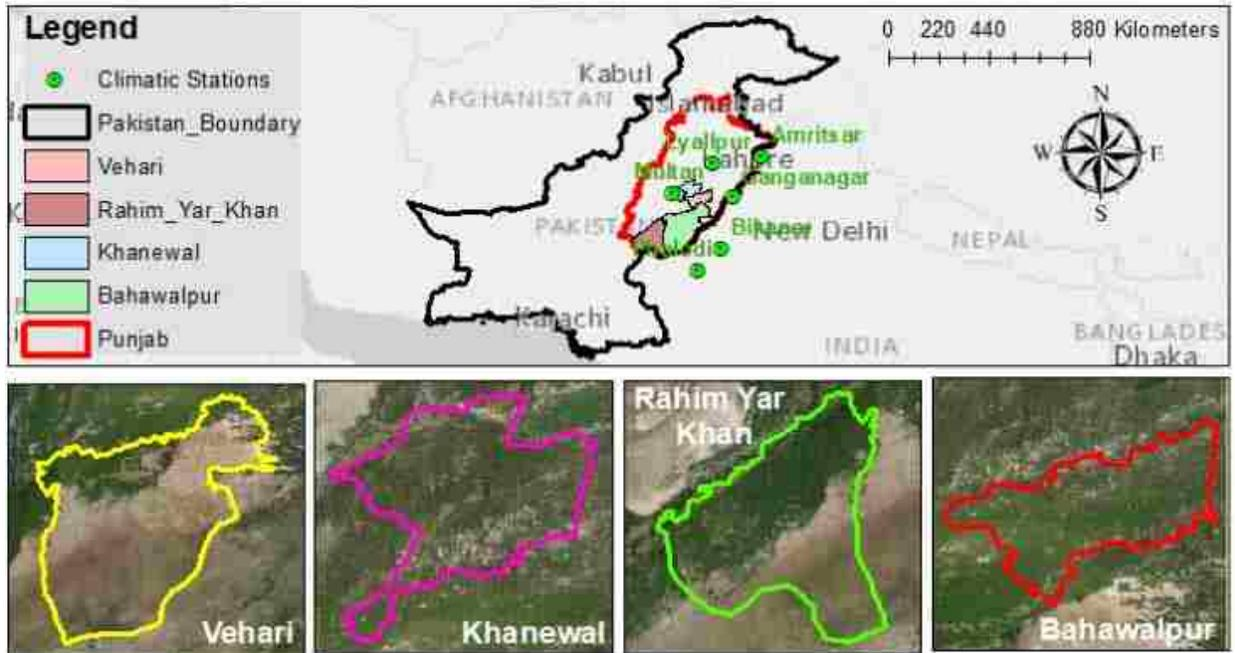 Legend
Climatic Stations
Pakistan_Boundary
Vehari
Rahim_Yar_Khan
Khanewal
Bahawalpur
Punjab
0 220 440 880 Kilometers
N
W E
S
Kabul
AFGHANISTAN
Islamabad
Lyallpur
Amritsar
Lahore
Multan
Ganganagar
PAKISTAN
Bikaner
New Delhi
NEPAL
Karachi
INDIA
BANGLADES
Dhaka
Vehari
Khanewal
Rahim Yar
Khan
Bahawalpur